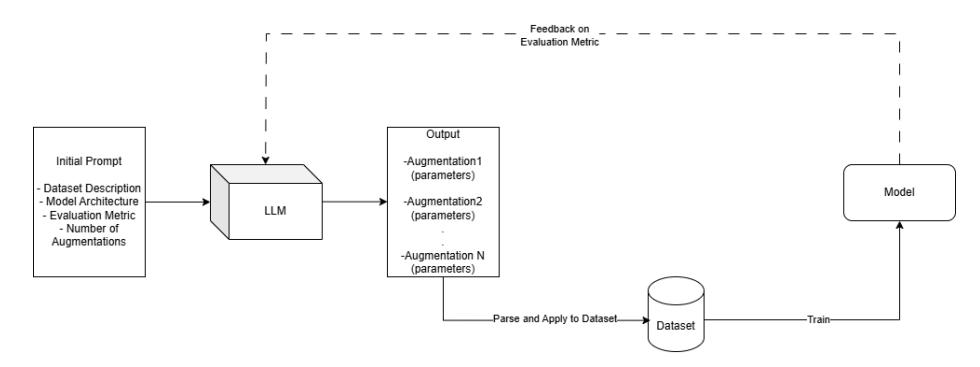 Feedback on
Evaluation Metric
Initial Prompt
- Dataset Description
- Model Architecture
- Evaluation Metric
- Number of
Augmentations
LLM
Output
-Augmentation1
(parameters)
-Augmentation2
(parameters)
.
.
-Augmentation N
(parameters)
Model
Parse and Apply to Dataset
Dataset
Train